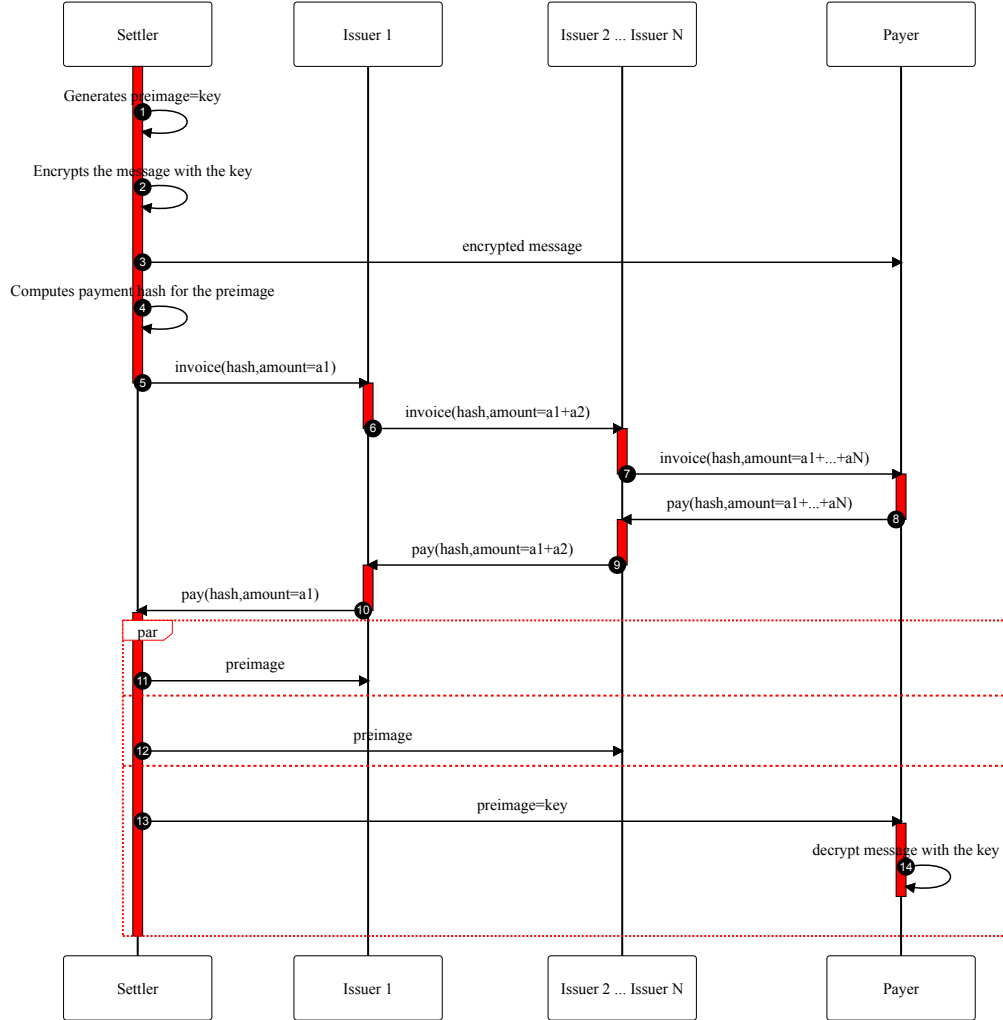 Settler
Issuer 1
Issuer 2 ... Issuer N
Payer
Generates preimage=key
1
Encrypts the message with the key
2
encrypted message
3
Computes payment hash for the preimage
4
invoice(hash,amount=a1)
5
invoice(hash,amount=a1+a2)
6
invoice(hash,amount=a1+...+aN)
7
pay(hash,amount=a1+...+aN)
8
pay(hash,amount=a1+a2)
9
pay(hash,amount=a1)
10
par
preimage
11
preimage
12
preimage=key
13
decrypt message with the key
14
Settler
Issuer 1
Issuer 2 ... Issuer N
Payer